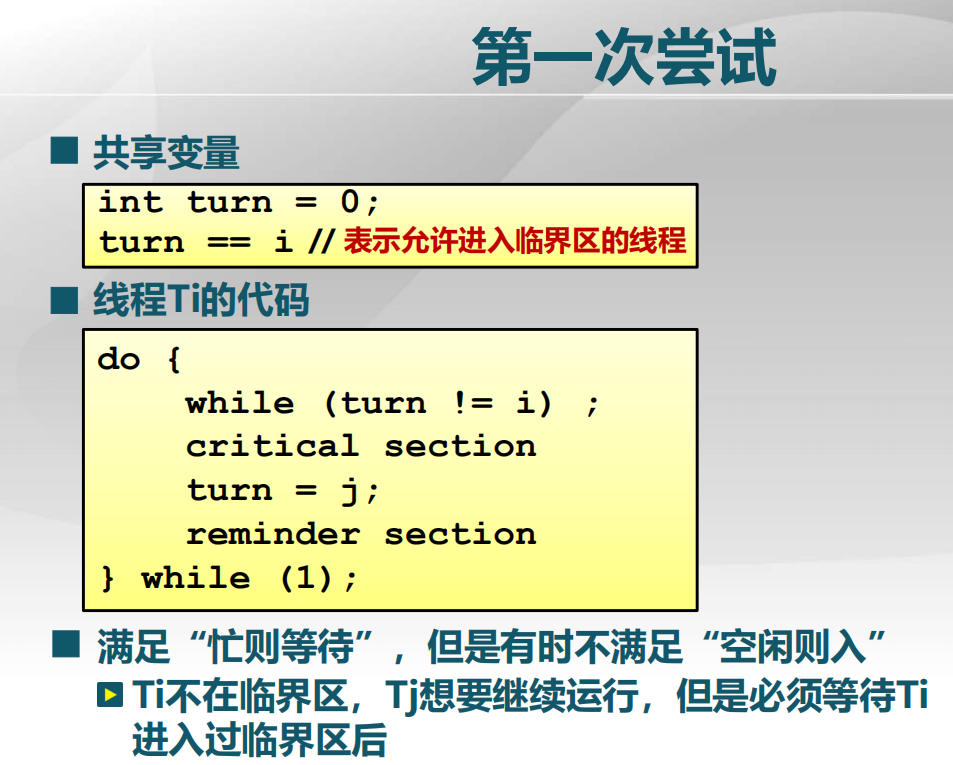 第一次尝试
共享变量
int turn = 0;
turn == i // 表示允许进入临界区的线程
线程Ti的代码
do {
while (turn != i) ;
critical section
turn = j;
reminder section
} while (1);
满足“忙则等待”，但是有时不满足“空闲则入”
Ti不在临界区，Tj想要继续运行，但是必须等待Ti
进入过临界区后